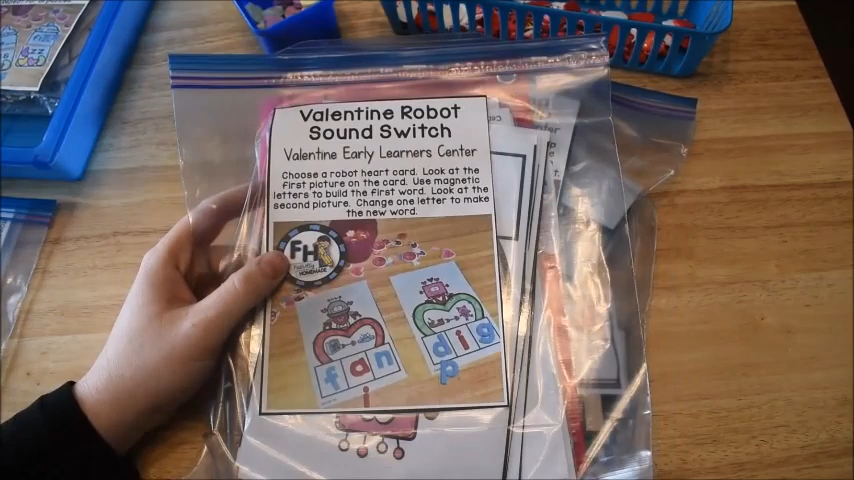 Valentine Robot
Sound Switch
Valentine Early Learners Center
Choose a robot heart card. Look at the
first picture on the card. Use magnetic
letters to build the first word. Look at the
second picture. Change one letter to make
the new word.
FH
HOMEMADE
fan
i
dig
p